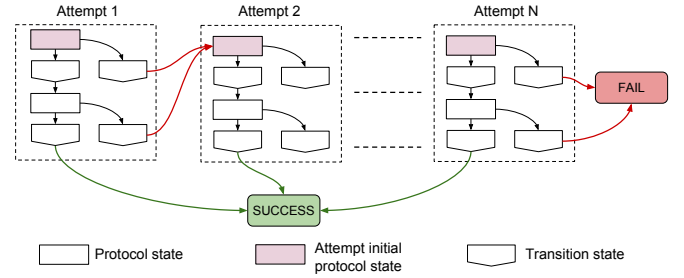 Attempt 1
Attempt 2
Attempt N
FAIL
SUCCESS
Protocol state
Attempt initial
protocol state
Transition state